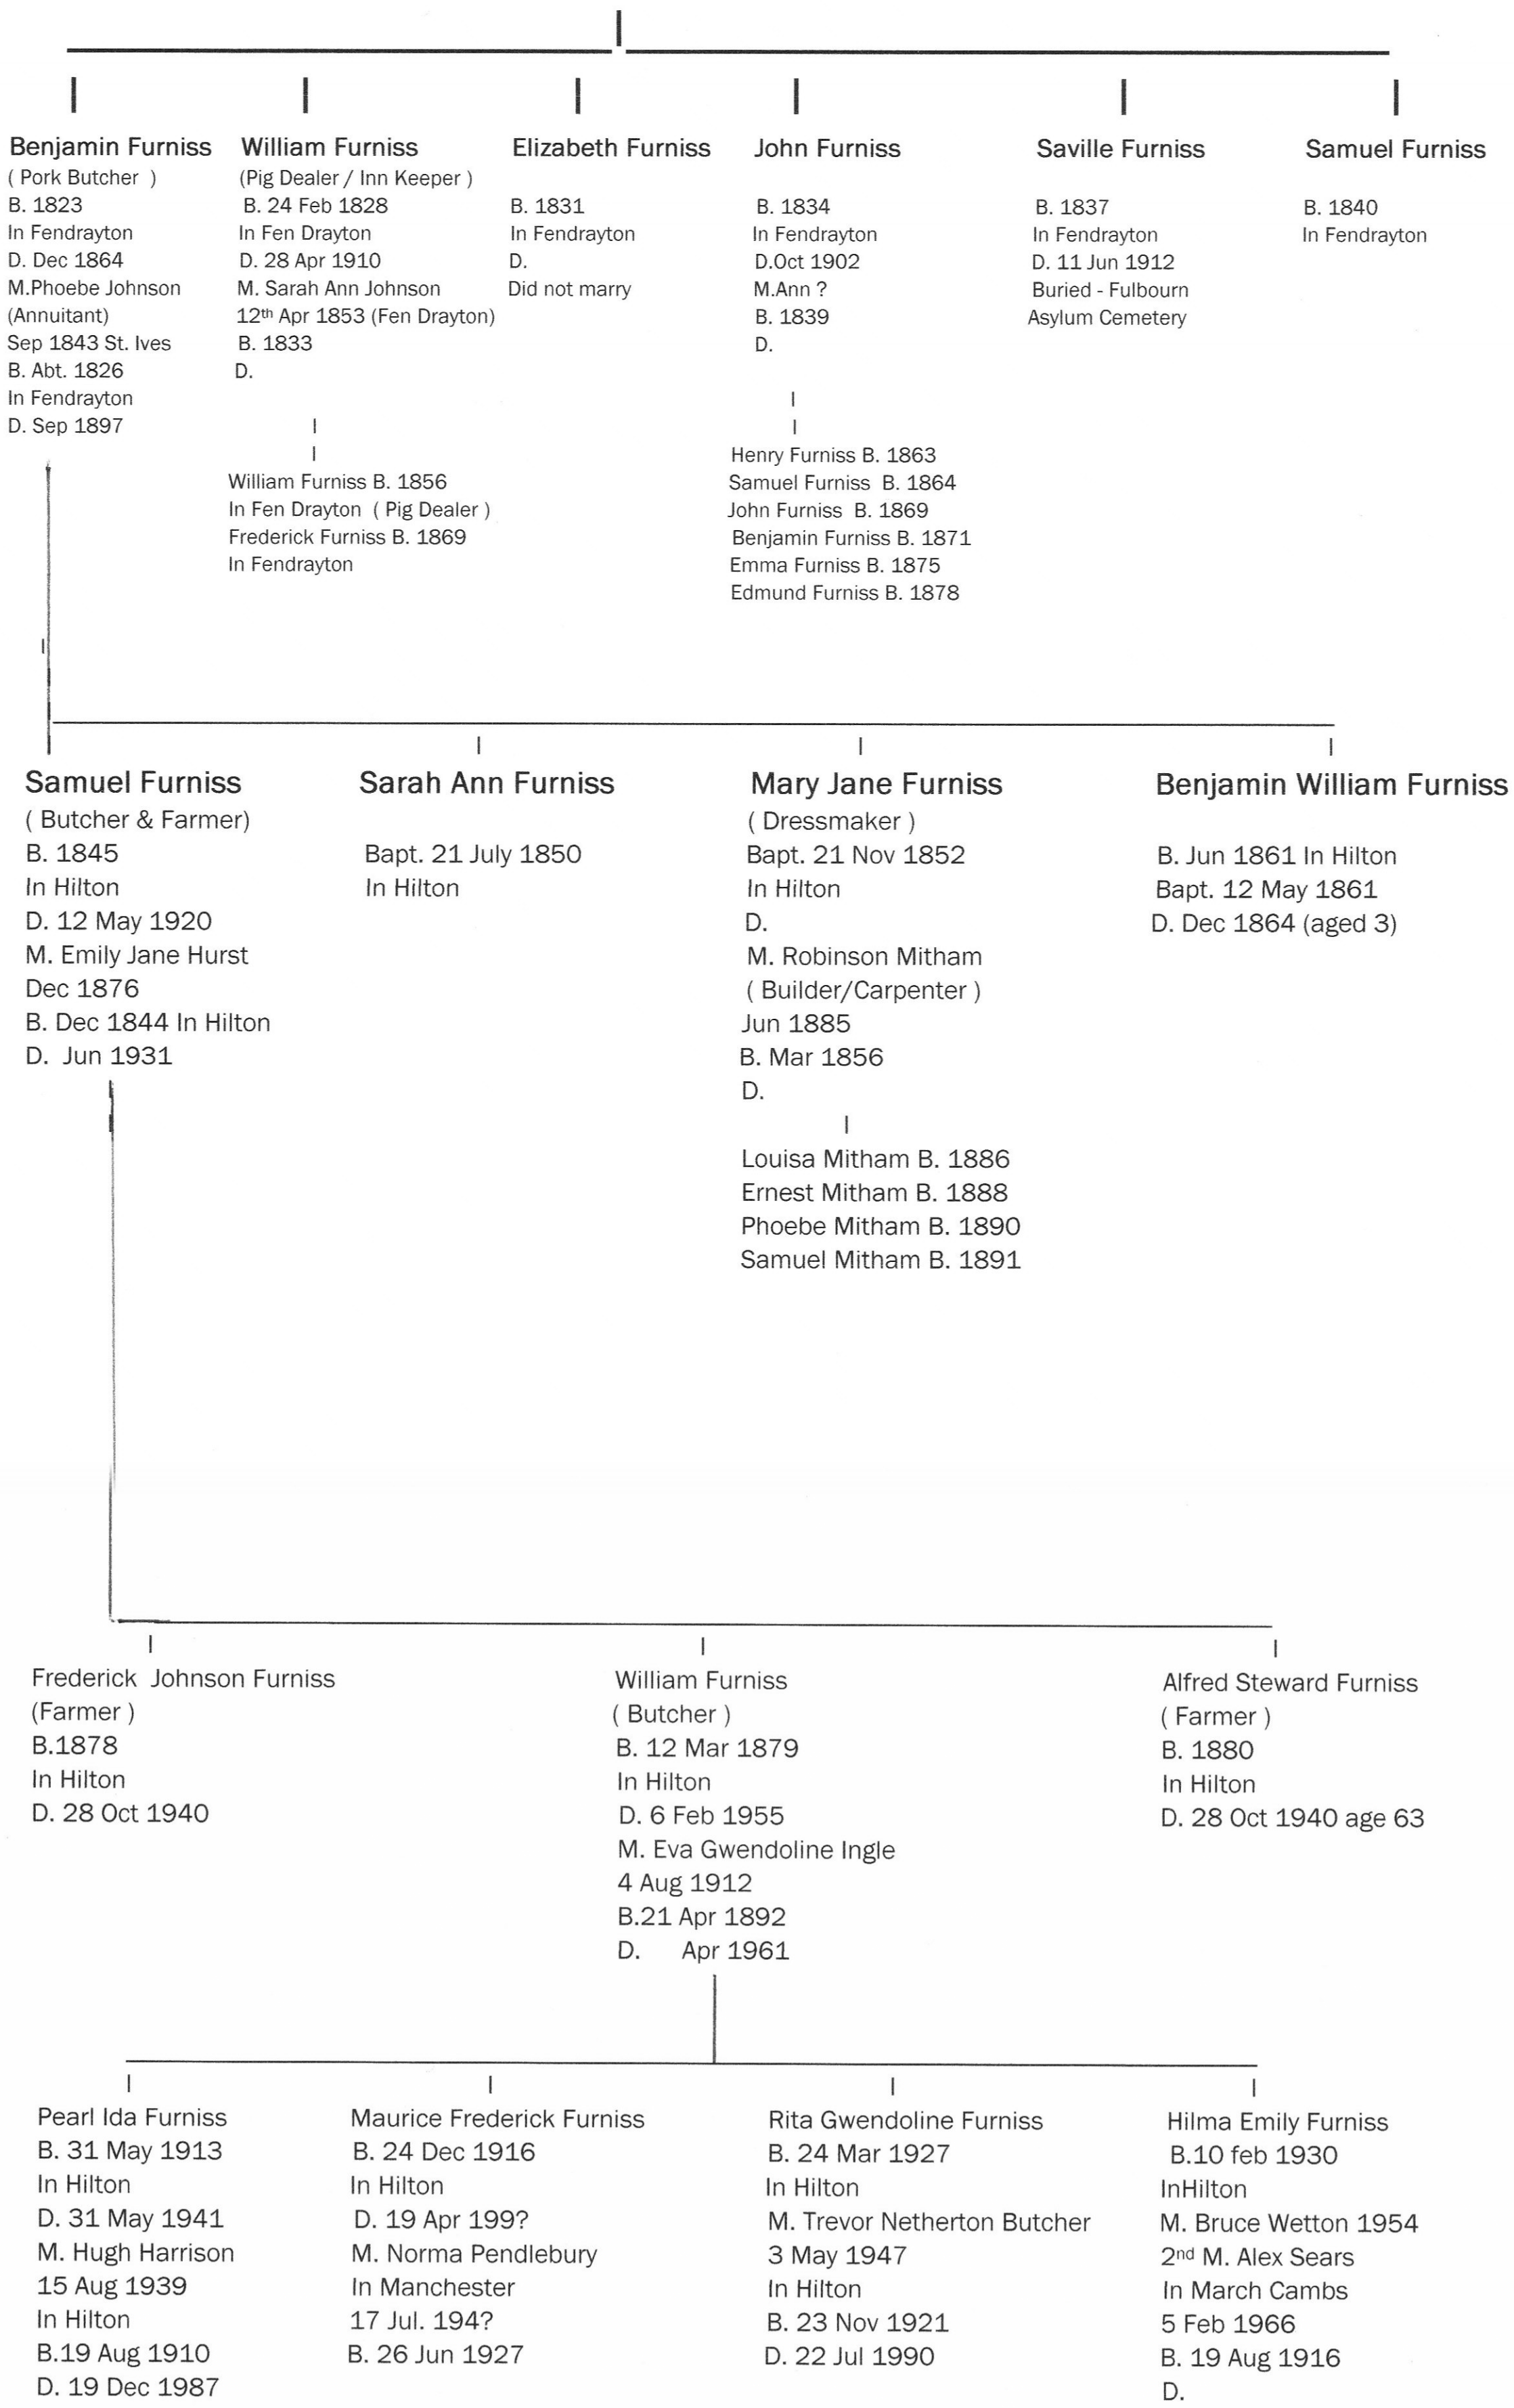 Benjamin Furniss
( Pork Butcher )
B. 1823
In Fendrayton
D. Dec 1864
M.Phoebe Johnson
(Annuitant)
Sep 1843 St. Ives
B. Abt. 1826
In Fendrayton
D. Sep 1897
William Furniss
(Pig Dealer / Inn Keeper )
B. 24 Feb 1828
In Fen Drayton
D. 28 Apr 1910
M. Sarah Ann Johnson
12th Apr 1853 (Fen Drayton)
B. 1833
D.
William Furniss B. 1856
In Fen Drayton ( Pig Dealer )
Frederick Furniss B. 1869
In Fendrayton
Elizabeth Furniss
B. 1831
In Fendrayton
D.
Did not marry
John Furniss
B. 1834
In Fendrayton
D.Oct 1902
M.Ann ?
B. 1839
D.
Henry Furniss B. 1863
Samuel Furniss B. 1864
John Furniss B. 1869
Benjamin Furniss B. 1871
Emma Furniss B. 1875
Edmund Furniss B. 1878
Saville Furniss
B. 1837
In Fendrayton
D. 11 Jun 1912
Buried - Fulbourn
Asylum Cemetery
Samuel Furniss
B. 1840
In Fendrayton
Samuel Furniss
( Butcher & Farmer)
B. 1845
In Hilton
D. 12 May 1920
M. Emily Jane Hurst
Dec 1876
B. Dec 1844 In Hilton
D. Jun 1931
Sarah Ann Furniss
Bapt. 21 July 1850
In Hilton
Mary Jane Furniss
( Dressmaker )
Bapt. 21 Nov 1852
In Hilton
D.
M. Robinson Mitham
( Builder/Carpenter )
Jun 1885
B. Mar 1856
D.
Louisa Mitham B. 1886
Ernest Mitham B. 1888
Phoebe Mitham B. 1890
Samuel Mitham B. 1891
Benjamin William Furniss
B. Jun 1861 In Hilton
Bapt. 12 May 1861
D. Dec 1864 (aged 3)
Frederick Johnson Furniss
(Farmer )
B.1878
In Hilton
D. 28 Oct 1940
William Furniss
( Butcher )
B. 12 Mar 1879
In Hilton
D. 6 Feb 1955
M. Eva Gwendoline Ingle
4 Aug 1912
B.21 Apr 1892
D. Apr 1961
Alfred Steward Furniss
( Farmer )
B. 1880
In Hilton
D. 28 Oct 1940 age 63
Pearl Ida Furniss
B. 31 May 1913
In Hilton
D. 31 May 1941
M. Hugh Harrison
15 Aug 1939
In Hilton
B.19 Aug 1910
D. 19 Dec 1987
Maurice Frederick Furniss
B. 24 Dec 1916
In Hilton
D. 19 Apr 199?
M. Norma Pendlebury
In Manchester
17 Jul. 194?
B. 26 Jun 1927
Rita Gwendoline Furniss
B. 24 Mar 1927
In Hilton
M. Trevor Netherton Butcher
3 May 1947
In Hilton
B. 23 Nov 1921
D. 22 Jul 1990
Hilma Emily Furniss
B.10 feb 1930
InHilton
M. Bruce Wetton 1954
2nd M. Alex Sears
In March Cambs
5 Feb 1966
B. 19 Aug 1916
D.